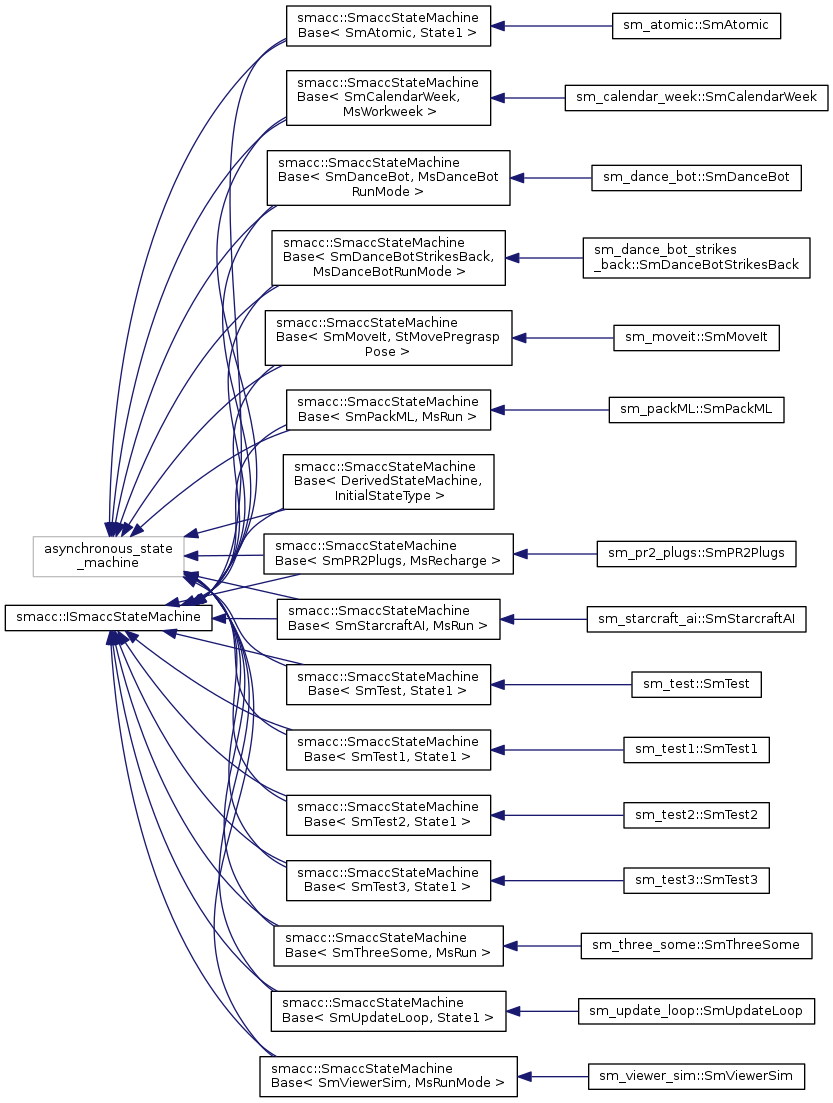 smacc::SmaccStateMachine
Base< SmAtomic, State1 >
sm_atomic::SmAtomic
smacc::SmaccStateMachine
Base< SmCalendarWeek,
MsWorkweek >
sm_calendar_week::SmCalendarWeek
smacc::SmaccStateMachine
Base< SmDanceBot, MsDanceBot
RunMode >
sm_dance_bot::SmDanceBot
smacc::SmaccStateMachine
Base< SmDanceBotStrikesBack,
MsDanceBotRunMode >
sm_dance_bot_strikes
_back::SmDanceBotStrikesBack
smacc::SmaccStateMachine
Base< SmMoveIt, StMovePregrasp
Pose >
sm_moveit::SmMoveIt
smacc::SmaccStateMachine
Base< SmPackML, MsRun >
sm_packML::SmPackML
smacc::SmaccStateMachine
Base< DerivedStateMachine,
InitialStateType >
asynchronous_state
_machine
smacc::SmaccStateMachine
Base< SmPR2Plugs, MsRecharge >
sm_pr2_plugs::SmPR2Plugs
smacc::ISmaccStateMachine
smacc::SmaccStateMachine
Base< SmStarcraftAI, MsRun >
sm_starcraft_ai::SmStarcraftAI
smacc::SmaccStateMachine
Base< SmTest, State1 >
sm_test::SmTest
smacc::SmaccStateMachine
Base< SmTest1, State1 >
sm_test1::SmTest1
smacc::SmaccStateMachine
Base< SmTest2, State1 >
sm_test2::SmTest2
smacc::SmaccStateMachine
Base< SmTest3, State1 >
sm_test3::SmTest3
smacc::SmaccStateMachine
Base< SmThreeSome, MsRun >
sm_three_some::SmThreeSome
smacc::SmaccStateMachine
Base< SmUpdateLoop, State1 >
sm_update_loop::SmUpdateLoop
smacc::SmaccStateMachine
Base< SmViewerSim, MsRunMode >
sm_viewer_sim::SmViewerSim